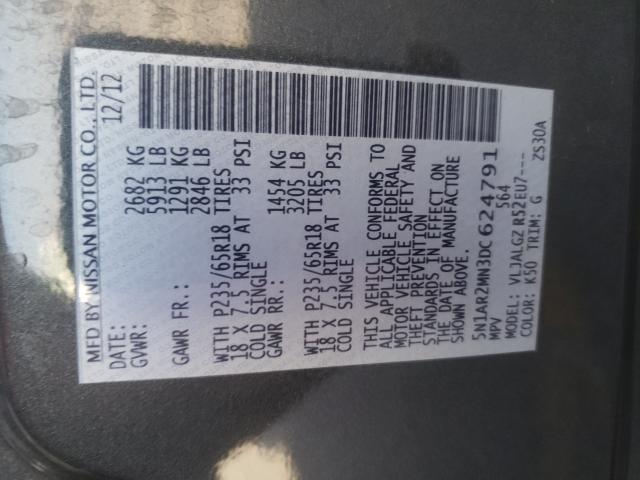 MFD BY NISSAN MOTOR CO., LTD.
DATE: 12/12
GVWR: 2682 KG
5913 LB
GAWR FR.: 1291 KG
2846 LB
WITH P235/65R18 TIRES
18 X 7.5 RIMS AT 33 PSI
COLD SINGLE
GAWR RR.: 1454 KG
3205 LB
WITH P235/65R18 TIRES
18 X 7.5 RIMS AT 33 PSI
COLD SINGLE
THIS VEHICLE CONFORMS TO
ALL APPLICABLE FEDERAL
MOTOR VEHICLE SAFETY AND
THEFT PREVENTION
STANDARDS IN EFFECT ON
THE DATE OF MANUFACTURE
SHOWN ABOVE.
5N1AR2MN3DC624791
MPV 564
MODEL: VLJALGZ R52EU7---
COLOR: K50 TRIM: G ZS30A